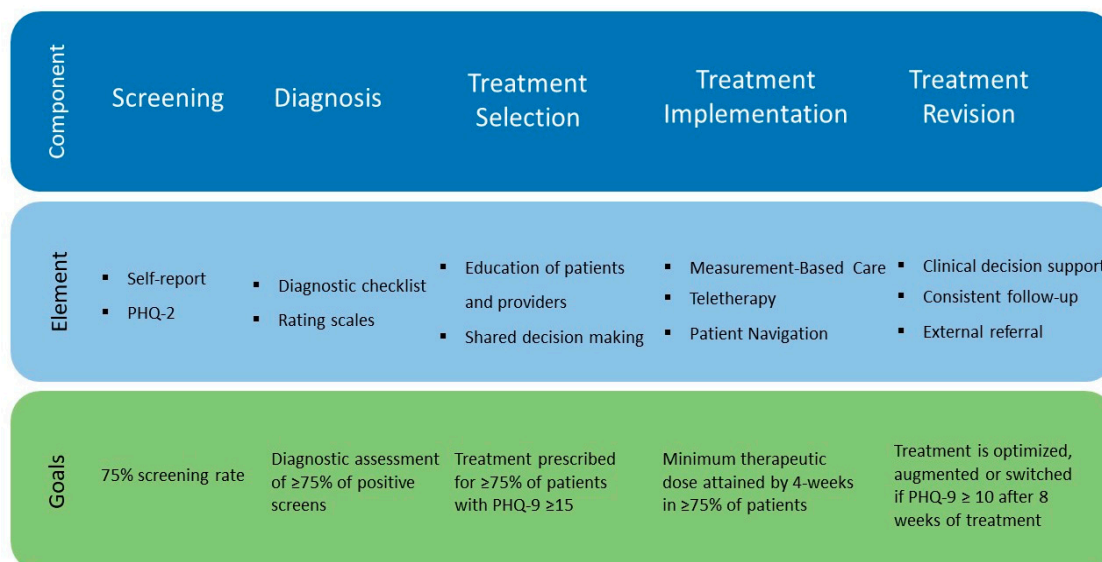 Component
Screening
Diagnosis
Treatment
Selection
Treatment
Implementation
Treatment
Revision
Element
▪ Self-report
▪ PHQ-2
▪ Diagnostic checklist
▪ Rating scales
▪ Education of patients
and providers
▪ Shared decision making
▪ Measurement-Based Care
▪ Teletherapy
▪ Patient Navigation
▪ Clinical decision support
▪ Consistent follow-up
▪ External referral
Goals
75% screening rate
Diagnostic assessment
of ≥75% of positive
screens
Treatment prescribed
for ≥75% of patients
with PHQ-9 ≥15
Minimum therapeutic
dose attained by 4-weeks
in ≥75% of patients
Treatment is optimized,
augmented or switched
if PHQ-9 ≥ 10 after 8
weeks of treatment